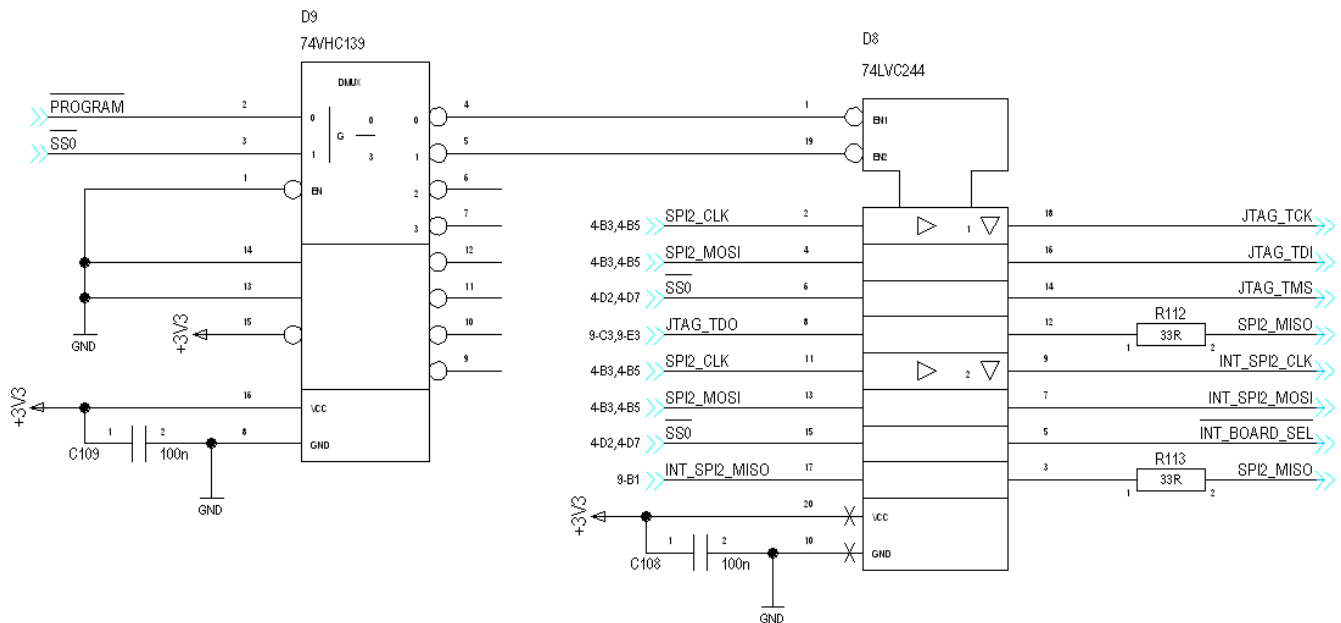 D9
74VHC139
D8
74LVC244
DMUX
PROGRAM 2 0 G 0 3 0 4 1 EN1
SS0 3 1 1 5 19 EN2
1 EN 2 6
3 7
4-B3,4-B5 SPI2_CLK 2 1 18 JTAG_TCK
14 12
4-B3,4-B5 SPI2_MOSI 4 16 JTAG_TDI
13 11
4-D2,4-D7 SS0 6 14 JTAG_TMS
GND +3V3 15 10
9-C3,9-E3 JTAG_TDO 8 12 R112 1 33R 2 SPI2_MISO
9
4-B3,4-B5 SPI2_CLK 11 2 9 INT_SPI2_CLK
+3V3 16 VCC
4-B3,4-B5 SPI2_MOSI 13 7 INT_SPI2_MOSI
C109 1 2 100n 8 GND
4-D2,4-D7 SS0 15 5 INT_BOARD_SEL
GND
9-B1 INT_SPI2_MISO 17 3 R113 1 33R 2 SPI2_MISO
+3V3 20 VCC
C108 1 2 100n 10 GND
GND